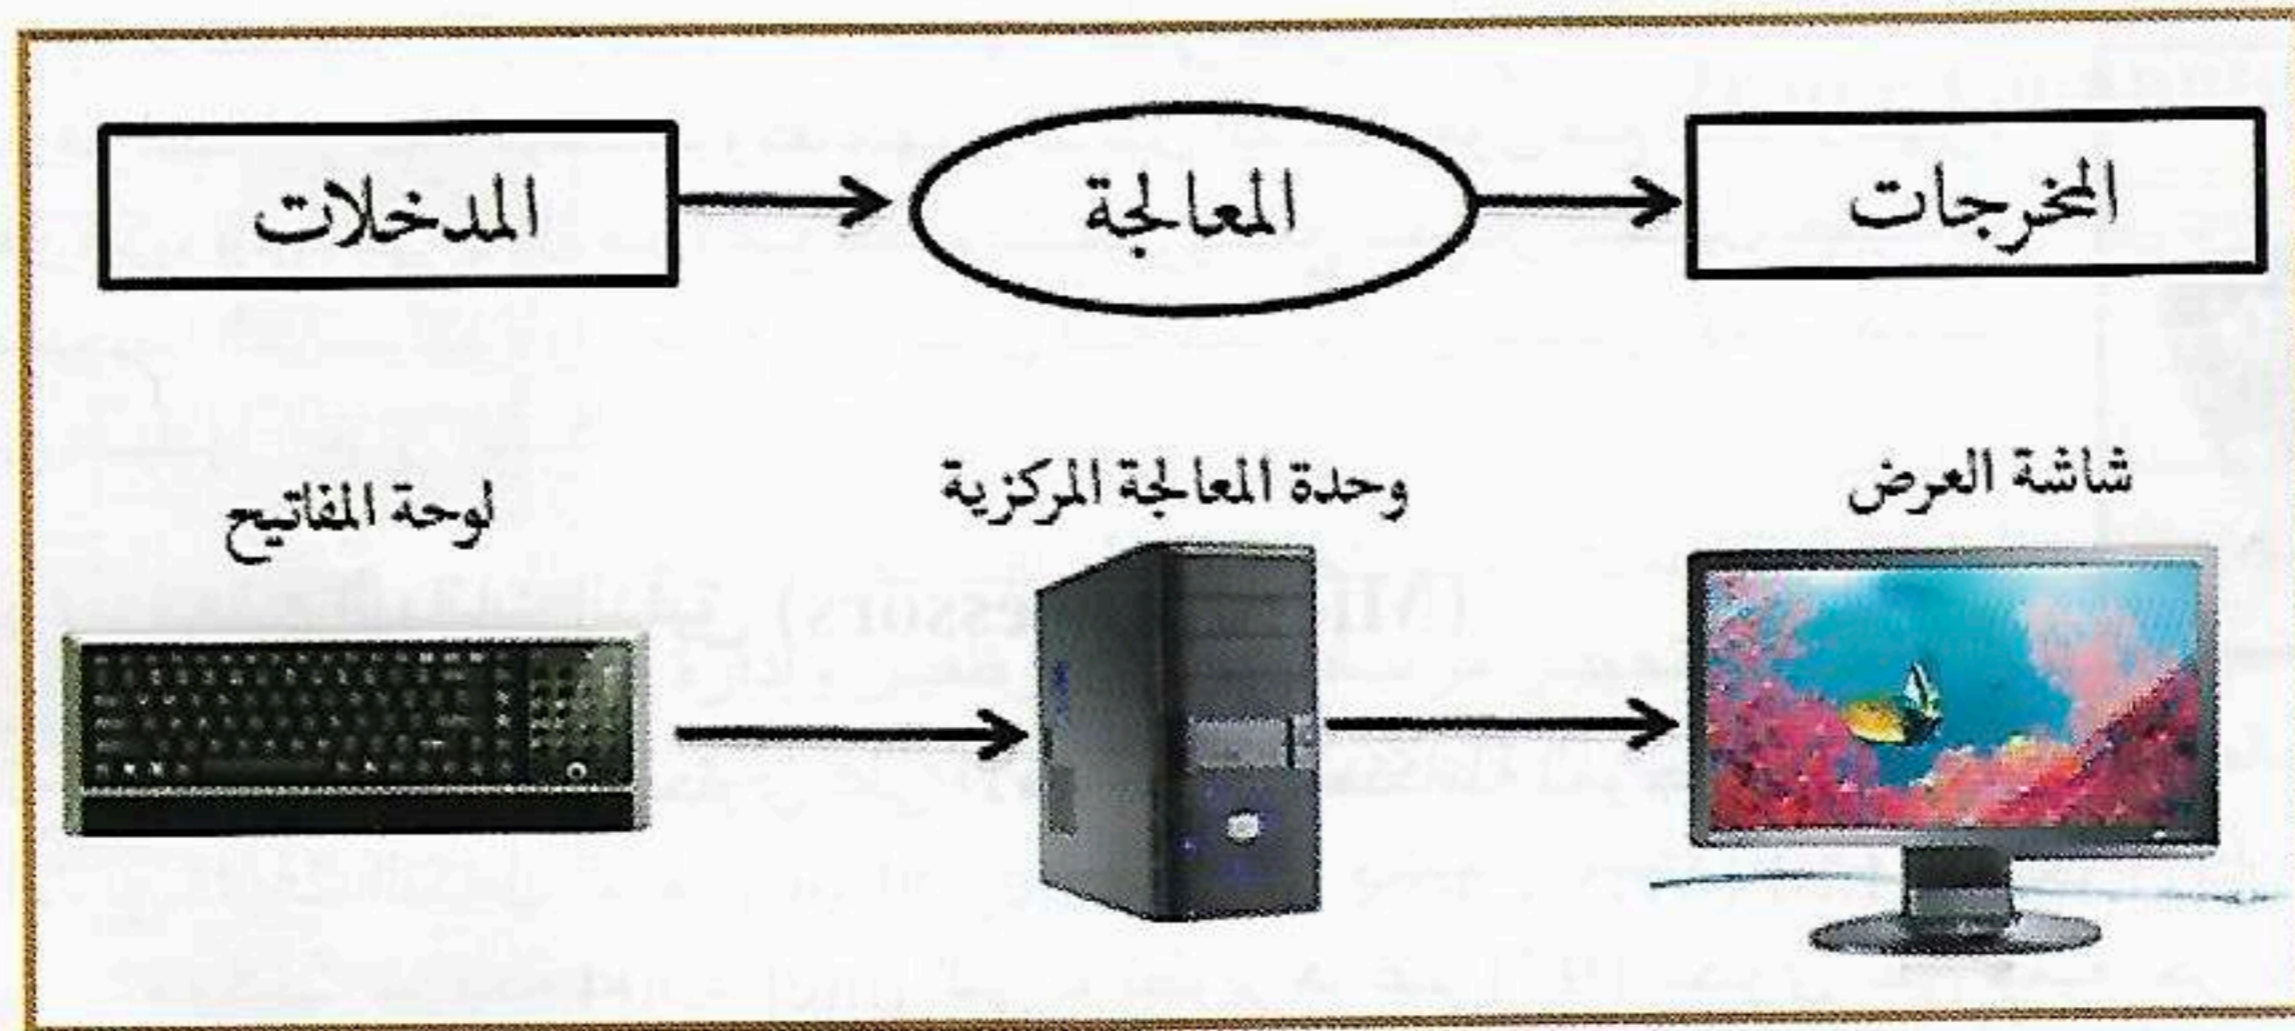 المدخلات
المعالجة
المخرجات
لوحة المفاتيح
وحدة المعالجة المركزية
شاشة العرض